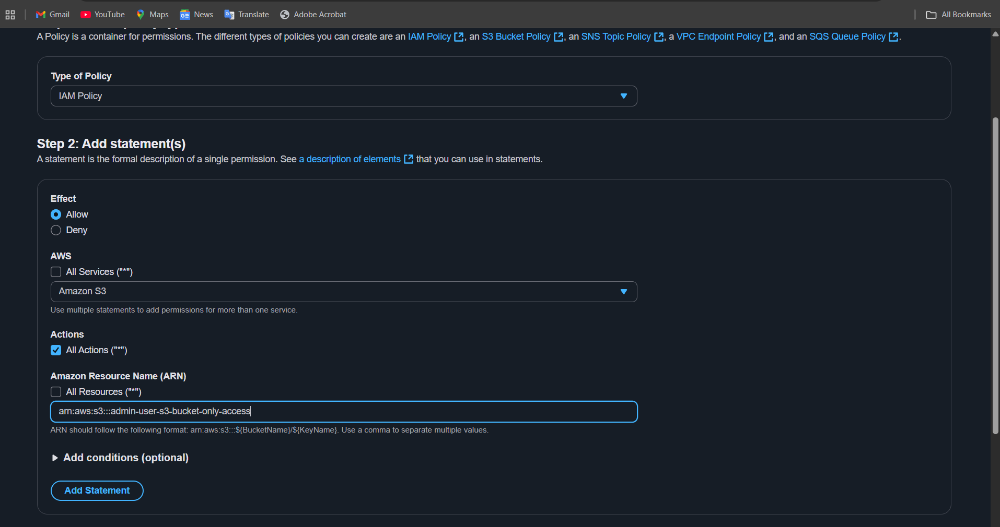 Gmail YouTube Maps News Translate Adobe Acrobat All Bookmarks
A Policy is a container for permissions. The different types of policies you can create are an IAM Policy, an S3 Bucket Policy, an SNS Topic Policy, a VPC Endpoint Policy, and an SQS Queue Policy.
Type of Policy
IAM Policy
Step 2: Add statement(s)
A statement is the formal description of a single permission. See a description of elements that you can use in statements.
Effect
Allow
Deny
AWS
All Services ("*")
Amazon S3
Use multiple statements to add permissions for more than one service.
Actions
All Actions ("*")
Amazon Resource Name (ARN)
All Resources ("*")
arn:aws:s3:::admin-user-s3-bucket-only-access
ARN should follow the following format: arn:aws:s3:::${BucketName}/${KeyName}. Use a comma to separate multiple values.
Add conditions (optional)
Add Statement